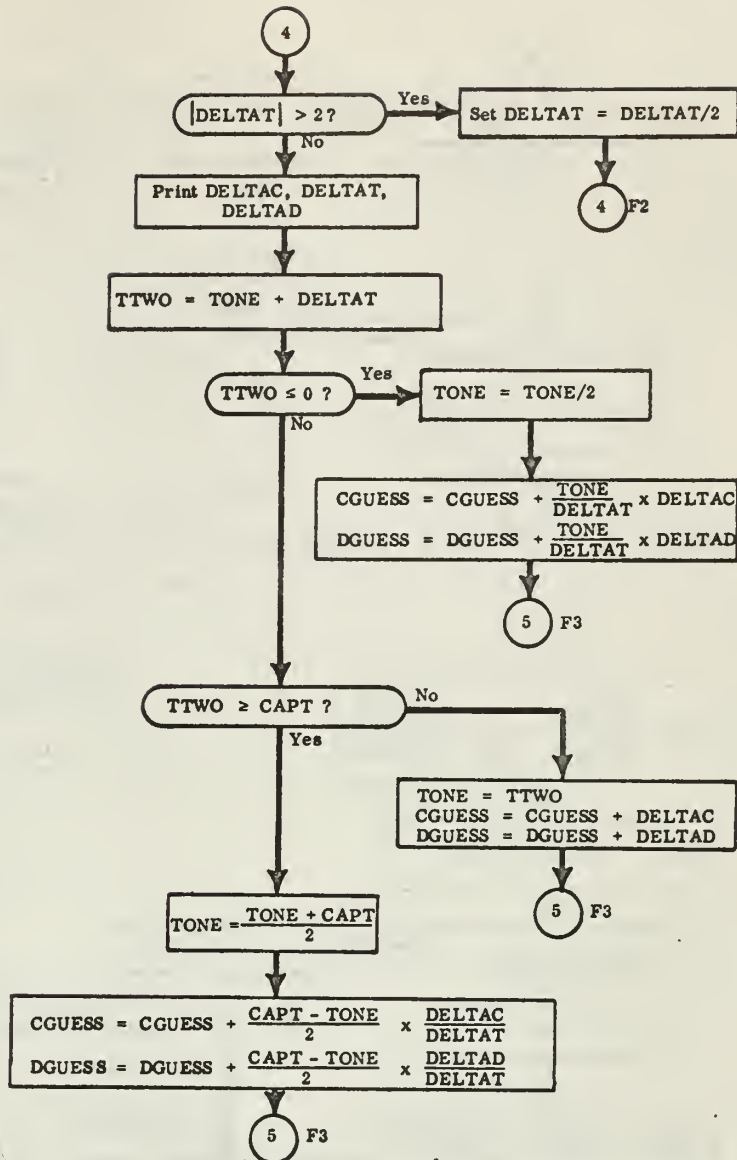 4
|DELTAT| > 2 ?
Yes
Set DELTAT = DELTAT/2
No
4 F2
Print DELTAC, DELTAT,
DELTAD
TTWO = TONE + DELTAT
TTWO ≤ 0 ?
Yes
TONE = TONE/2
No
CGUESS = CGUESS + TONE/DELTAT x DELTAC
DGUESS = DGUESS + TONE/DELTAT x DELTAD
5 F3
TTWO ≥ CAPT ?
No
Yes
TONE = TTWO
CGUESS = CGUESS + DELTAC
DGUESS = DGUESS + DELTAD
5 F3
TONE = TONE + CAPT / 2
CGUESS = CGUESS + CAPT - TONE / 2 x DELTAC / DELTAT
DGUESS = DGUESS + CAPT - TONE / 2 x DELTAD / DELTAT
5 F3